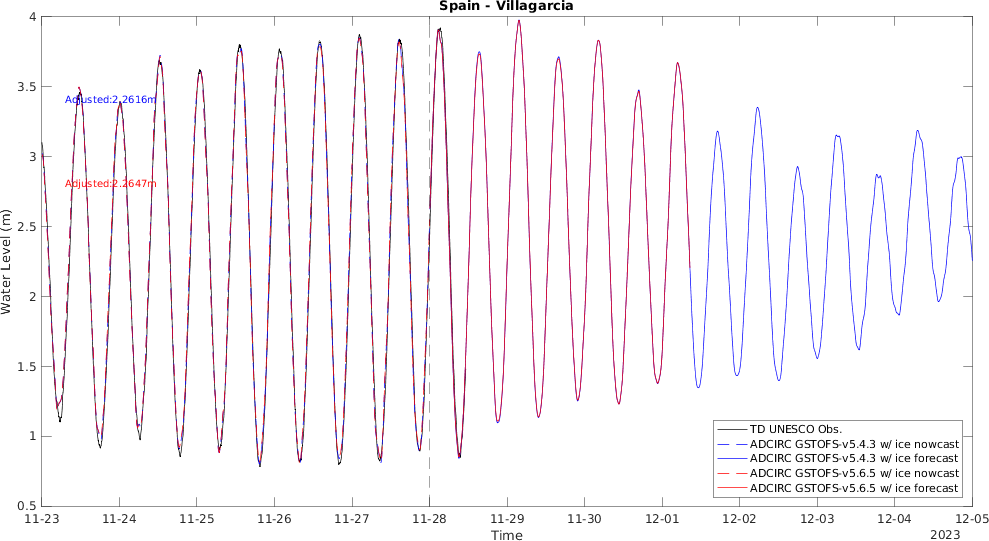 Spain - Villagarcia
4
3.5
3
2.5
2
1.5
1
0.5
Water Level (m)
Adjusted:2.2616m
Adjusted:2.2647m
TD UNESCO Obs.
ADCIRC GSTOFS-v5.4.3 w/ ice nowcast
ADCIRC GSTOFS-v5.4.3 w/ ice forecast
ADCIRC GSTOFS-v5.6.5 w/ ice nowcast
ADCIRC GSTOFS-v5.6.5 w/ ice forecast
11-23 11-24 11-25 11-26 11-27 11-28 11-29 11-30 12-01 12-02 12-03 12-04 12-05
Time
2023